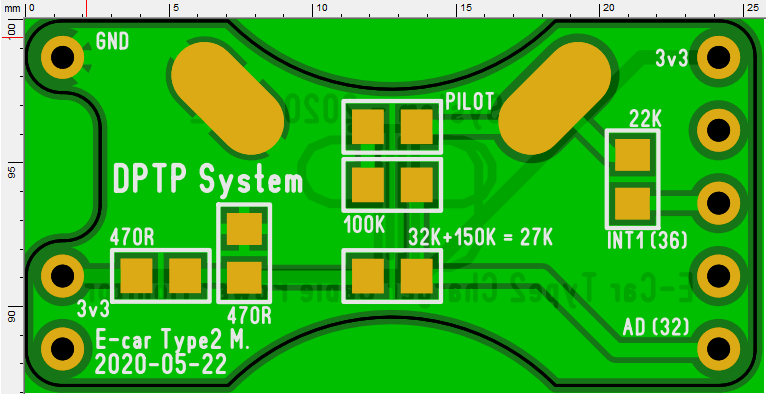 mm 0 5 10 15 20 25
100
95
90
GND
3v3
PILOT
22K
DPTP System
100K
470R
32K+150K = 27K
INT1 (36)
3v3
470R
AD (32)
E-car Type2 M.
2020-05-22